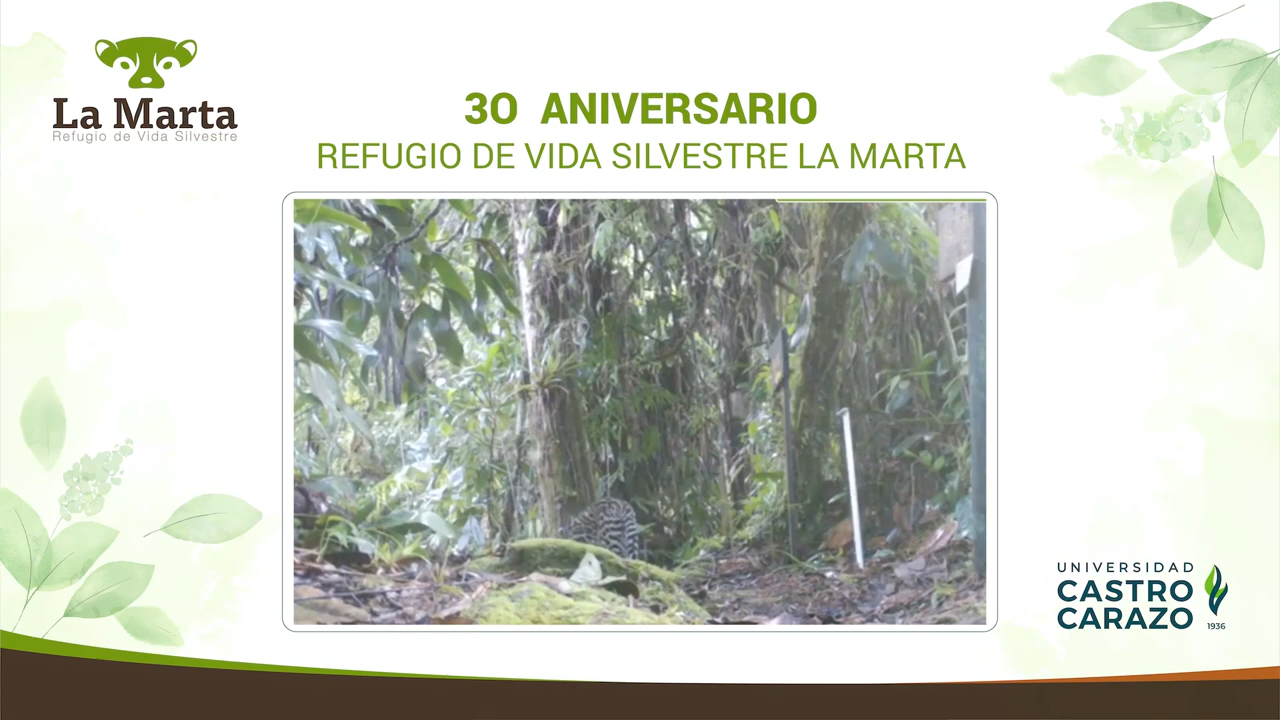 La Marta
Refugio de Vida Silvestre
30 ANIVERSARIO
REFUGIO DE VIDA SILVESTRE LA MARTA
UNIVERSIDAD
CASTRO
CARAZO
1936